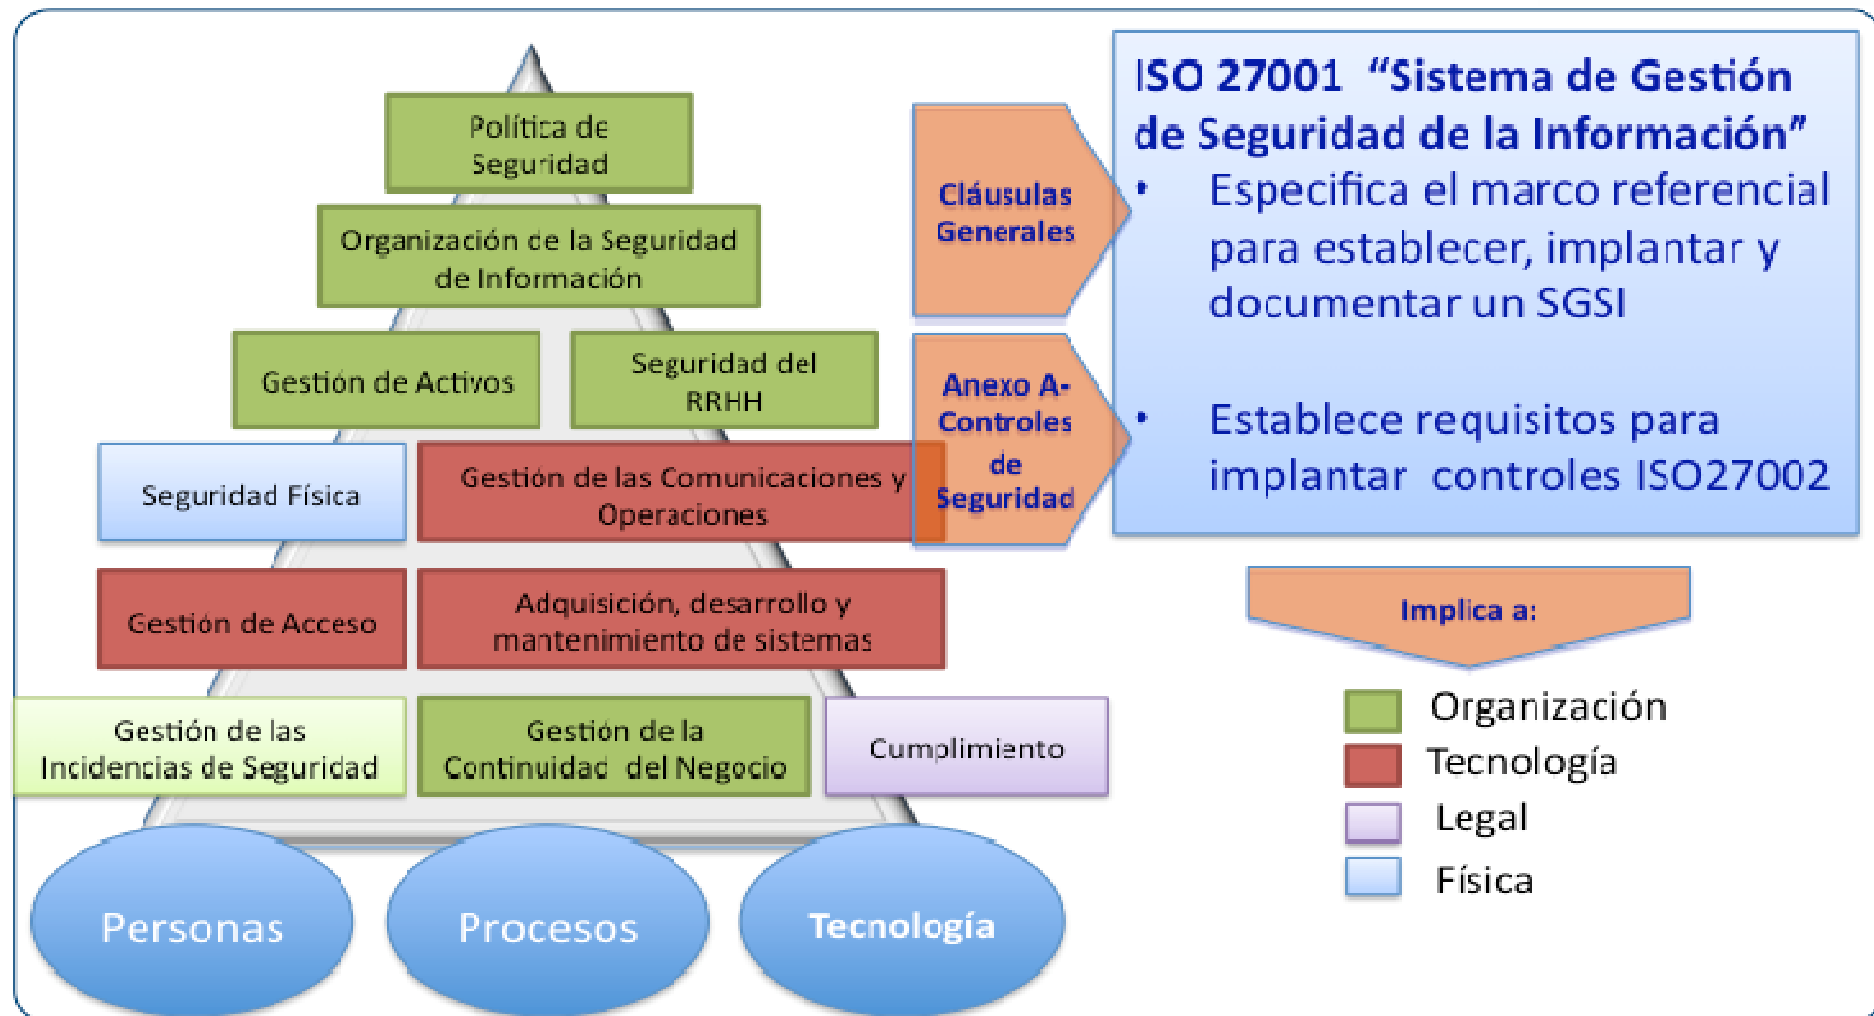 Política de
Seguridad
Organización de la Seguridad
de Información
Gestión de Activos
Seguridad del
RRHH
Seguridad Física
Gestión de las Comunicaciones y
Operaciones
Gestión de Acceso
Adquisición, desarrollo y
mantenimiento de sistemas
Gestión de las
Incidencias de Seguridad
Gestión de la
Continuidad del Negocio
Cumplimiento
Personas
Procesos
Tecnología
Cláusulas
Generales
Anexo A-
Controles
de
Seguridad
ISO 27001 “Sistema de Gestión
de Seguridad de la Información”
• Especifica el marco referencial
para establecer, implantar y
documentar un SGSI
• Establece requisitos para
implantar controles ISO27002
Implica a:
Organización
Tecnología
Legal
Física